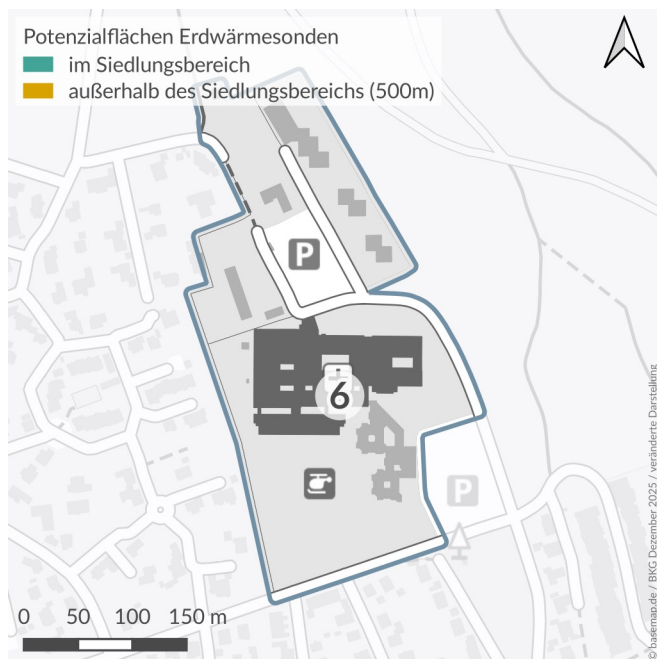 Potenzialflächen Erdwärmesonden
im Siedlungsbereich
außerhalb des Siedlungsbereichs (500m)
P
6
P
0 50 100 150 m
© basemap.de / BKG Dezember 2025 / veränderte Darstellung